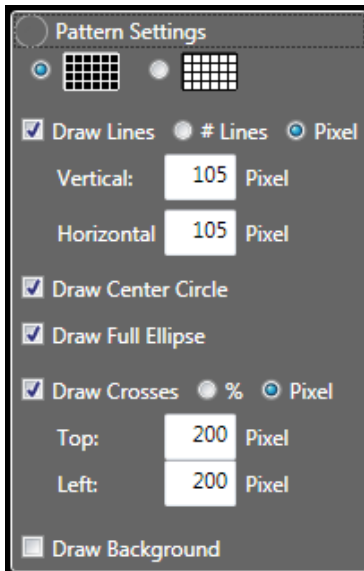 Pattern Settings
Draw Lines # Lines Pixel
Vertical: 105 Pixel
Horizontal 105 Pixel
Draw Center Circle
Draw Full Ellipse
Draw Crosses % Pixel
Top: 200 Pixel
Left: 200 Pixel
Draw Background